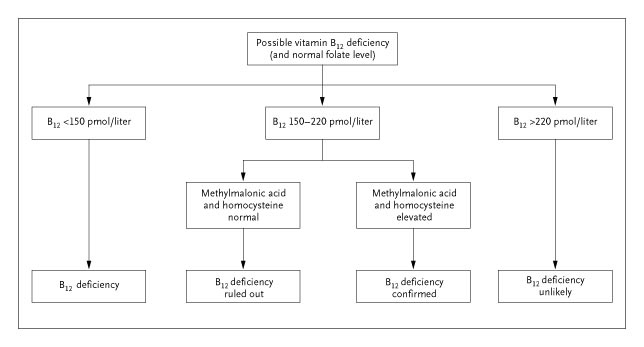 Possible vitamin B₁₂ deficiency
(and normal folate level)
B₁₂ <150 pmol/liter
B₁₂ 150–220 pmol/liter
B₁₂ >220 pmol/liter
Methylmalonic acid
and homocysteine
normal
Methylmalonic acid
and homocysteine
elevated
B₁₂ deficiency
B₁₂ deficiency
ruled out
B₁₂ deficiency
confirmed
B₁₂ deficiency
unlikely